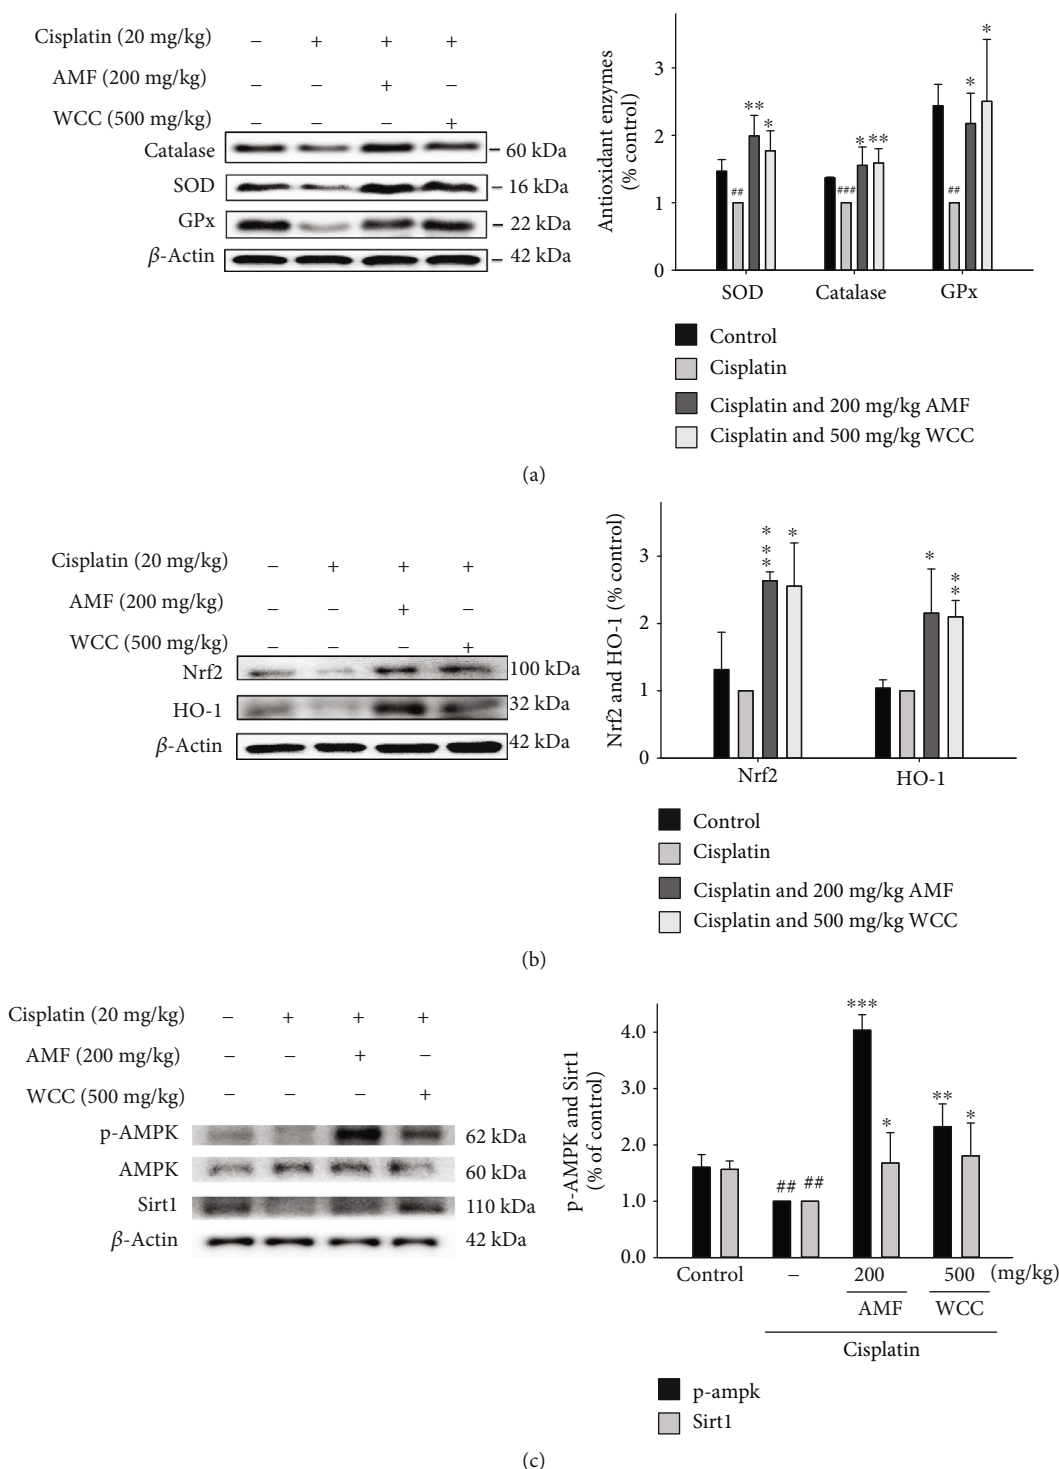 Cisplatin (20 mg/kg) – + + +
AMF (200 mg/kg) – – + –
WCC (500 mg/kg) – – – +
Catalase – 60 kDa
SOD – 16 kDa
GPx – 22 kDa
β-Actin – 42 kDa
Antioxidant enzymes
(% control)
3
2
1
0
** * * ** * *
## ### ##
SOD Catalase GPx
Control
Cisplatin
Cisplatin and 200 mg/kg AMF
Cisplatin and 500 mg/kg WCC
(a)
Cisplatin (20 mg/kg) – + + +
AMF (200 mg/kg) – – + –
WCC (500 mg/kg) – – – +
Nrf2 100 kDa
HO-1 32 kDa
β-Actin 42 kDa
Nrf2 and HO-1 (% control)
3
2
1
0
*** * * **
Nrf2 HO-1
Control
Cisplatin
Cisplatin and 200 mg/kg AMF
Cisplatin and 500 mg/kg WCC
(b)
Cisplatin (20 mg/kg) – + + +
AMF (200 mg/kg) – – + –
WCC (500 mg/kg) – – – +
p-AMPK 62 kDa
AMPK 60 kDa
Sirt1 110 kDa
β-Actin 42 kDa
p-AMPK and Sirt1
(% of control)
4.0
3.0
2.0
1.0
0.0
## ## *** * ** *
Control – 200 500 (mg/kg)
AMF WCC
Cisplatin
p-ampk
Sirt1
(c)